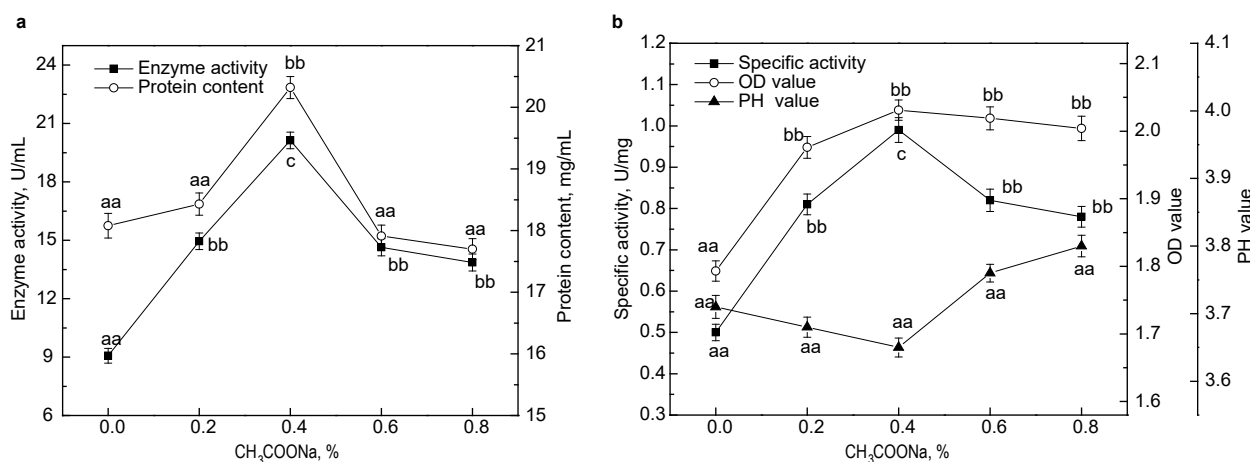 a
Enzyme activity
Protein content
Enzyme activity, U/mL
24
21
18
15
12
9
6
aa
aa
bb
aa
aa
aa
bb
c
bb
bb
21
20
19
18
17
16
15
Protein content, mg/mL
0.0 0.2 0.4 0.6 0.8
CH₃COONa, %
b
Specific activity
OD value
PH value
Specific activity, U/mg
1.2
1.1
1.0
0.9
0.8
0.7
0.6
0.5
0.4
0.3
aa
bb
bb
bb
bb
aa
bb
c
bb
bb
aa
aa
aa
aa
aa
2.1
2.0
1.9
1.8
1.7
1.6
OD value
4.1
4.0
3.9
3.8
3.7
3.6
PH value
0.0 0.2 0.4 0.6 0.8
CH₃COONa, %